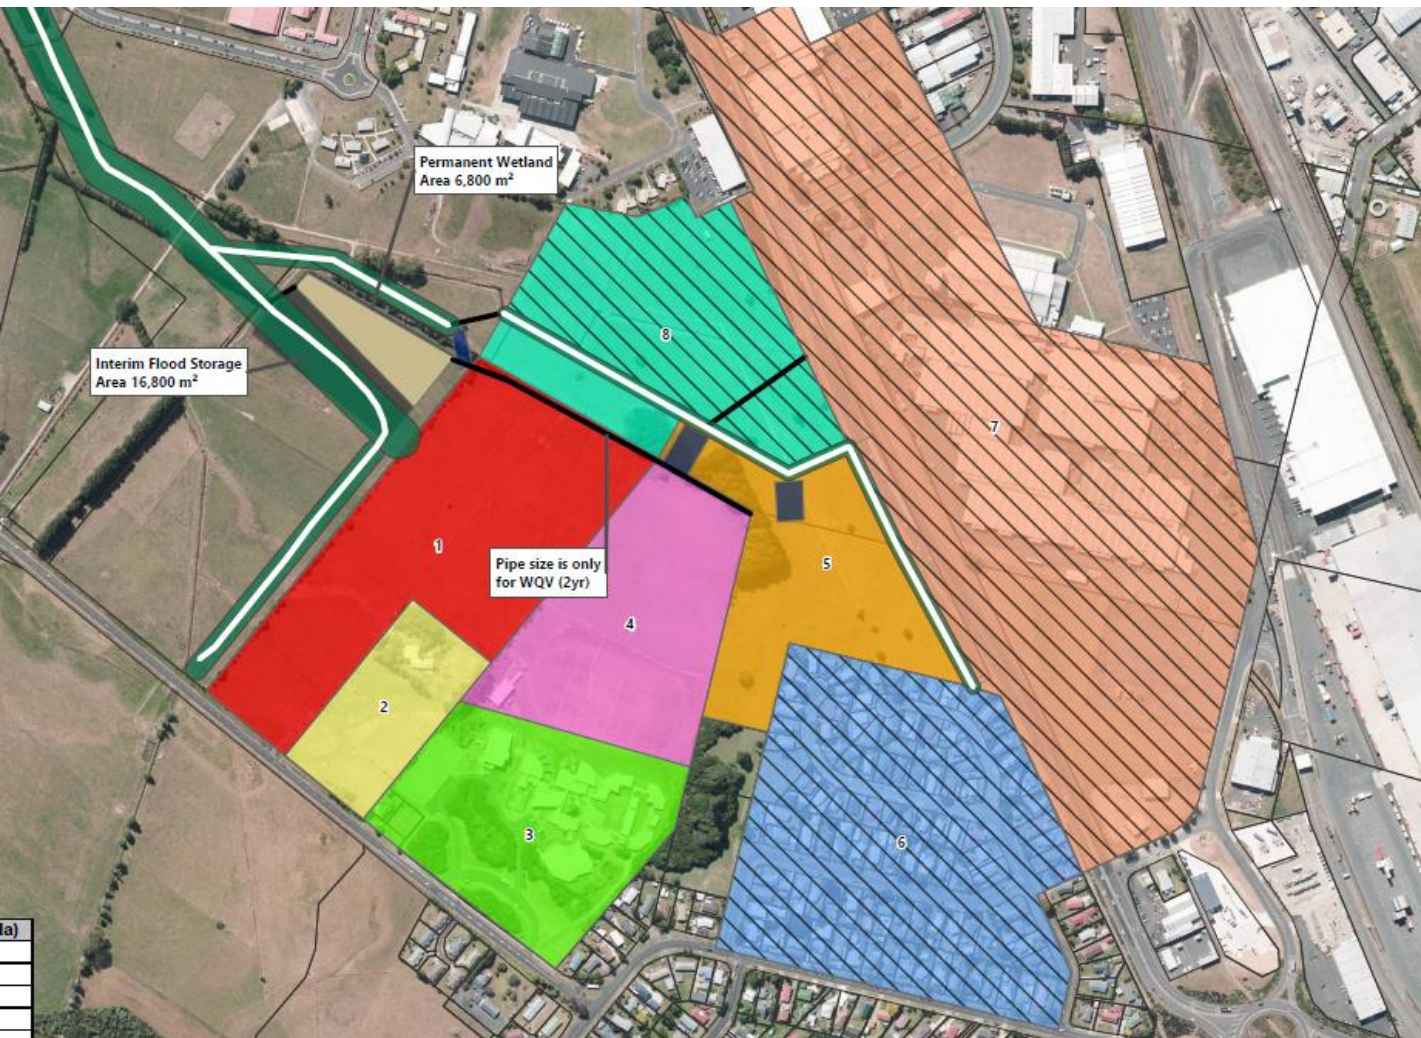 Permanent Wetland
Area 6,800 m²
8
Interim Flood Storage
Area 16,800 m²
7
1
Pipe size is only
for WQV (2yr)
5
4
2
3
6
la)